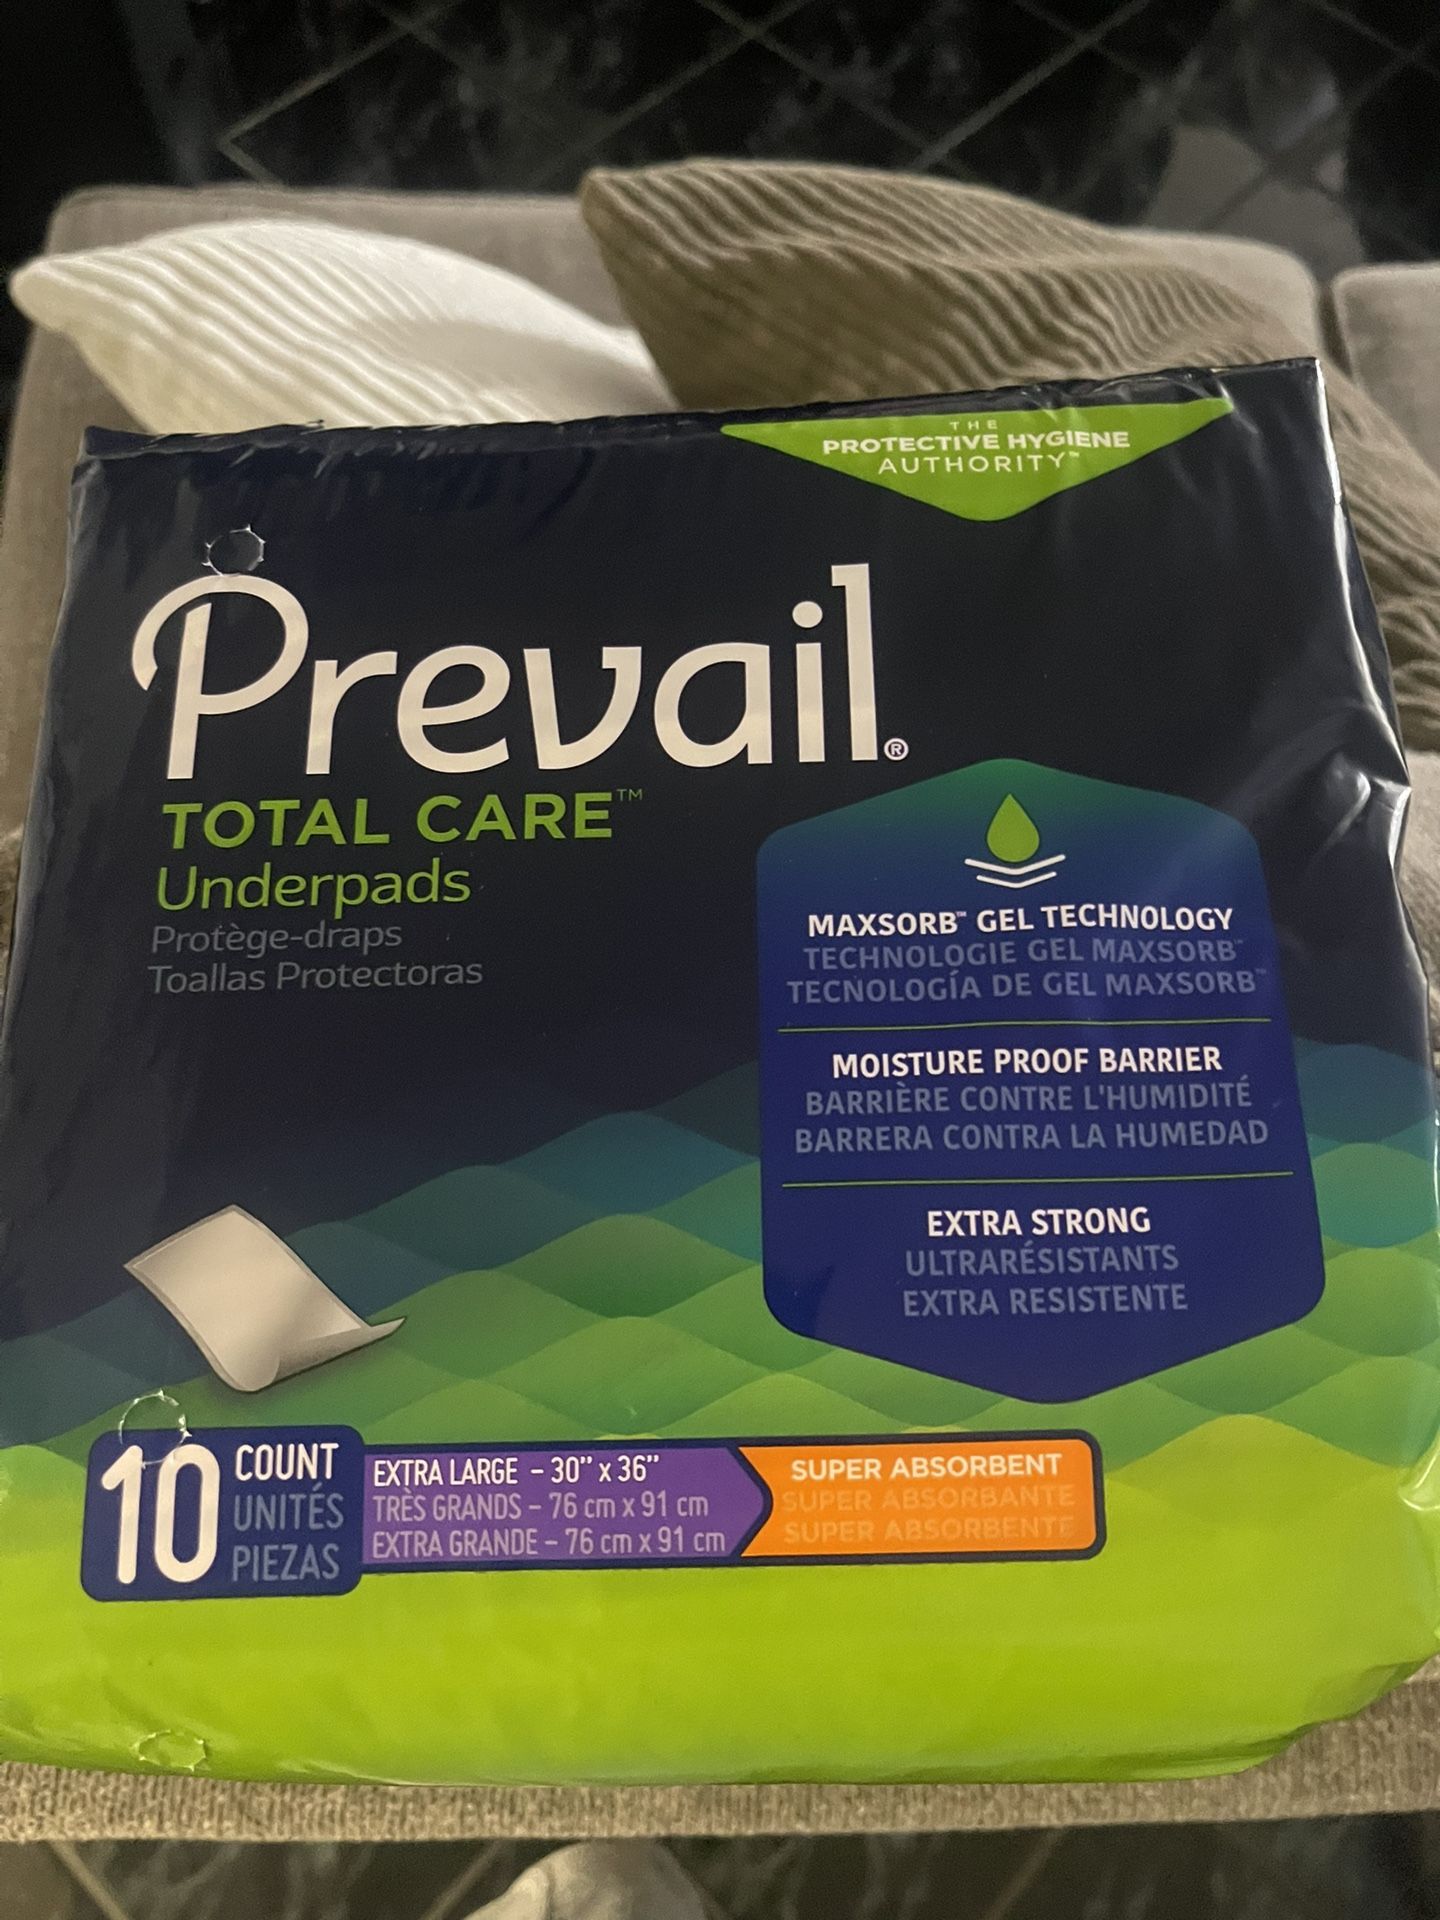 THE
PROTECTIVE HYGIENE
AUTHORITY™
Prevail®
TOTAL CARE™
Underpads
Protège-draps
Toallas Protectoras
MAXSORB™ GEL TECHNOLOGY
TECHNOLOGIE GEL MAXSORB™
TECNOLOGÍA DE GEL MAXSORB™
MOISTURE PROOF BARRIER
BARRIÈRE CONTRE L'HUMIDITÉ
BARRERA CONTRA LA HUMEDAD
EXTRA STRONG
ULTRARÉSISTANTS
EXTRA RESISTENTE
10 COUNT
UNITÉS
PIEZAS
EXTRA LARGE – 30” x 36”
TRÈS GRANDS – 76 cm x 91 cm
EXTRA GRANDE – 76 cm x 91 cm
SUPER ABSORBENT
SUPER ABSORBANTE
SUPER ABSORBENTE